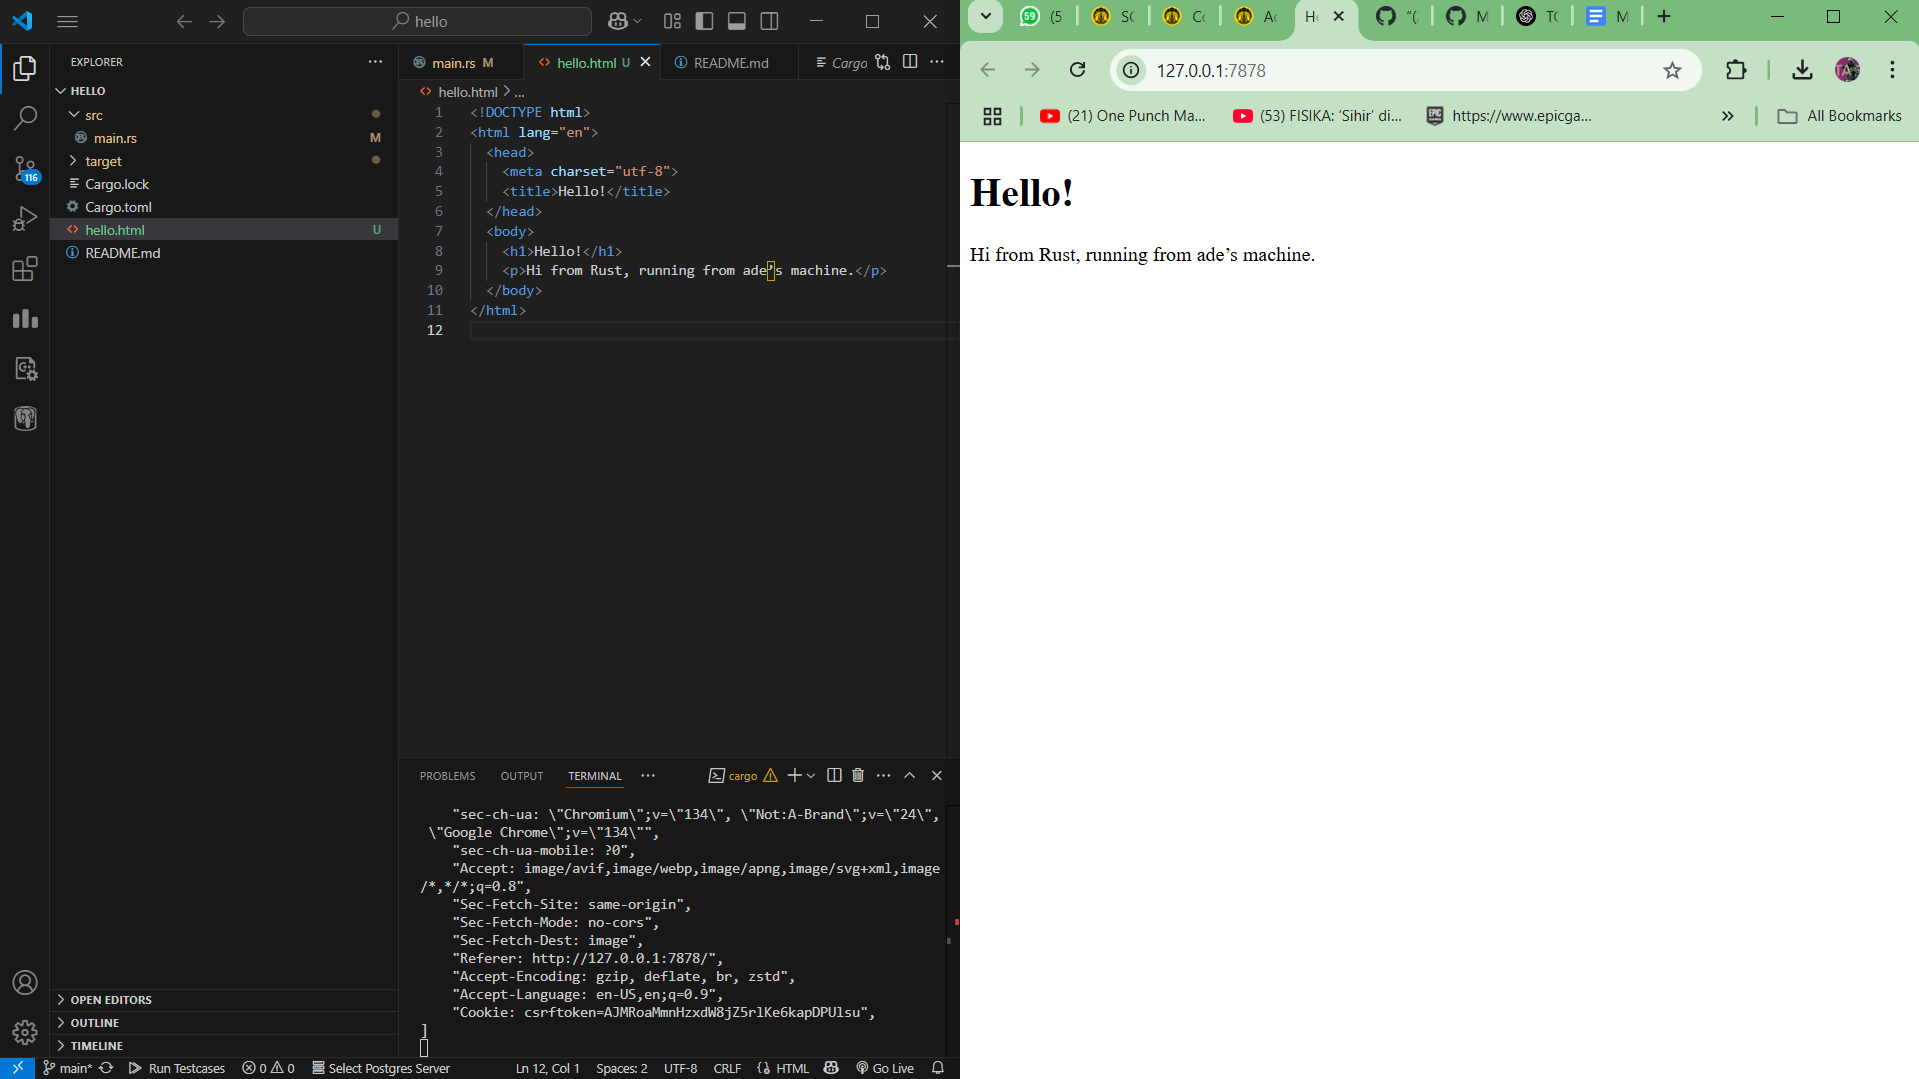 hello
EXPLORER
HELLO
src
main.rs M
target
Cargo.lock
Cargo.toml
hello.html U
README.md
116
OPEN EDITORS
OUTLINE
TIMELINE
main.rs M
hello.html U
README.md
Cargo
hello.html > ...
1 <!DOCTYPE html>
2 <html lang="en">
3 <head>
4 <meta charset="utf-8">
5 <title>Hello!</title>
6 </head>
7 <body>
8 <h1>Hello!</h1>
9 <p>Hi from Rust, running from ade’s machine.</p>
10 </body>
11 </html>
12
PROBLEMS OUTPUT TERMINAL
cargo
"sec-ch-ua: \"Chromium\";v=\"134\", \"Not:A-Brand\";v=\"24\",
\"Google Chrome\";v=\"134\"",
"sec-ch-ua-mobile: ?0",
"Accept: image/avif,image/webp,image/apng,image/svg+xml,image
/*,*/*;q=0.8",
"Sec-Fetch-Site: same-origin",
"Sec-Fetch-Mode: no-cors",
"Sec-Fetch-Dest: image",
"Referer: http://127.0.0.1:7878/",
"Accept-Encoding: gzip, deflate, br, zstd",
"Accept-Language: en-US,en;q=0.9",
"Cookie: csrftoken=AJMRoaMmnHzxdW8jZ5rlKe6kapDPUlsu",
]
main* Run Testcases 0 0 Select Postgres Server Ln 12, Col 1 Spaces: 2 UTF-8 CRLF HTML Go Live
59 (5
127.0.0.1:7878
(21) One Punch Ma...
(53) FISIKA: ‘Sihir’ di...
EPIC
https://www.epicga...
All Bookmarks
Hello!
Hi from Rust, running from ade’s machine.